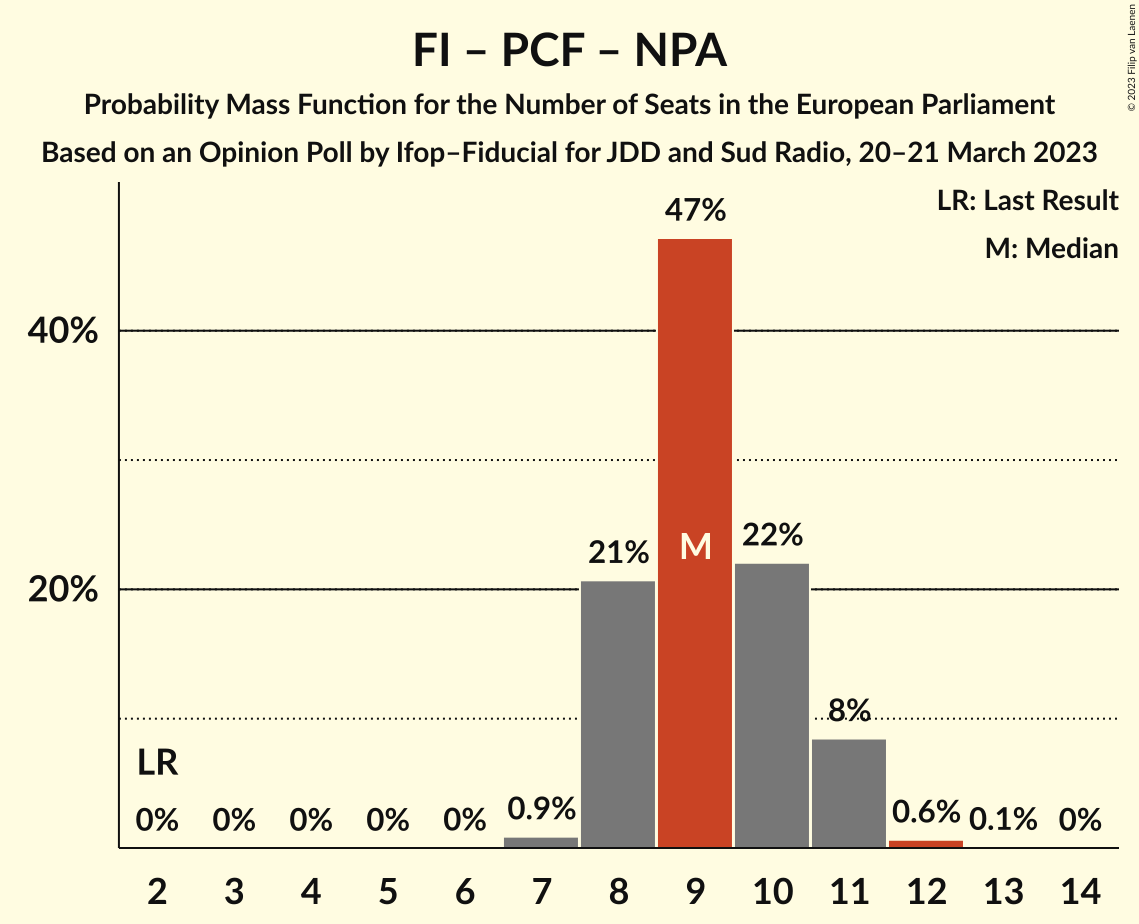 FI – PCF – NPA
Probability Mass Function for the Number of Seats in the European Parliament
Based on an Opinion Poll by Ifop–Fiducial for JDD and Sud Radio, 20–21 March 2023
© 2023 Filip van Laenen
LR: Last Result
M: Median
40%
20%
47%
21%
M
22%
8%
LR
0% 0% 0% 0% 0% 0.9% 0.6% 0.1% 0%
2 3 4 5 6 7 8 9 10 11 12 13 14